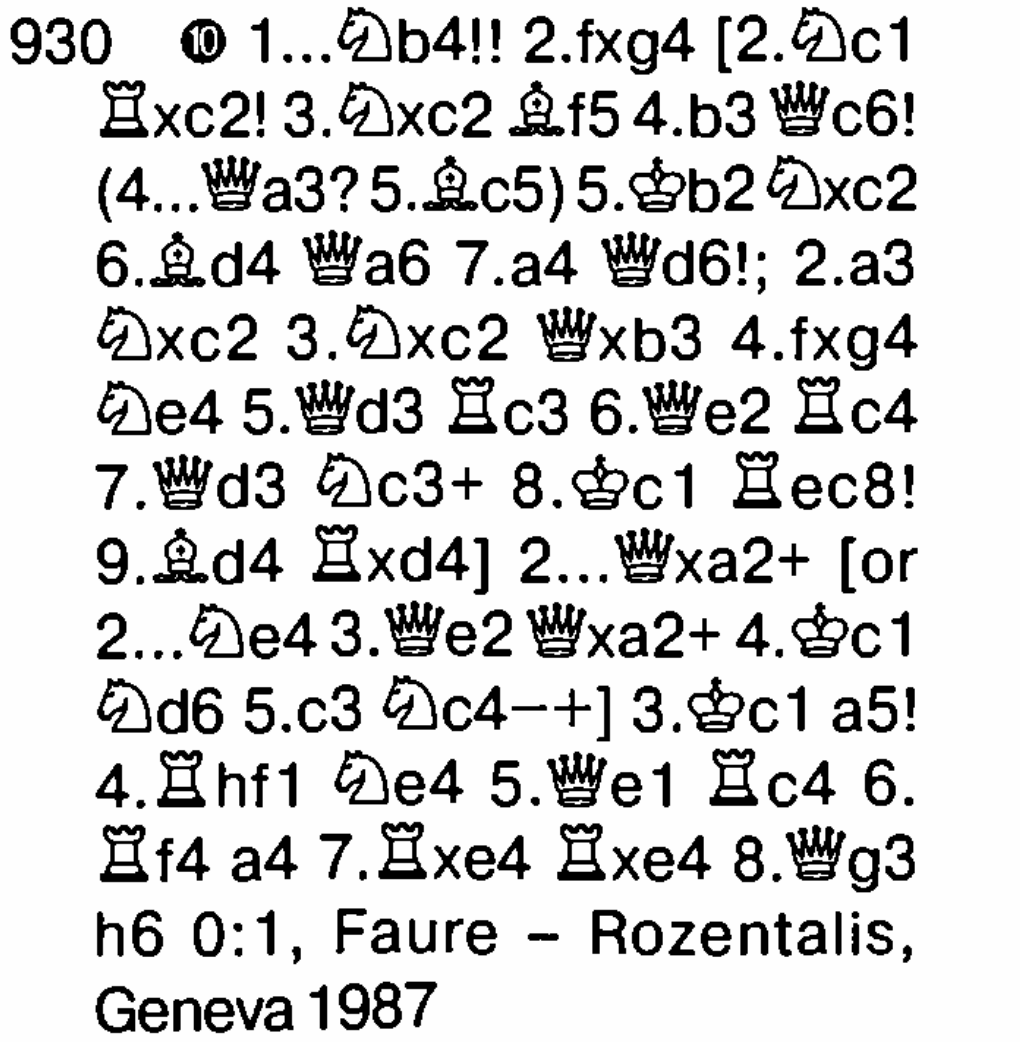 930 ❿ 1...♘b4!! 2.fxg4 [2.♘c1
♖xc2! 3.♘xc2 ♗f5 4.b3 ♕c6!
(4...♕a3? 5.♗c5) 5.♔b2 ♘xc2
6.♗d4 ♕a6 7.a4 ♕d6!; 2.a3
♘xc2 3.♘xc2 ♕xb3 4.fxg4
♘e4 5.♕d3 ♖c3 6.♕e2 ♖c4
7.♕d3 ♘c3+ 8.♔c1 ♖ec8!
9.♗d4 ♖xd4] 2...♕xa2+ [or
2...♘e4 3.♕e2 ♕xa2+ 4.♔c1
♘d6 5.c3 ♘c4−+] 3.♔c1 a5!
4.♖hf1 ♘e4 5.♕e1 ♖c4 6.
♖f4 a4 7.♖xe4 ♖xe4 8.♕g3
h6 0:1, Faure – Rozentalis,
Geneva 1987